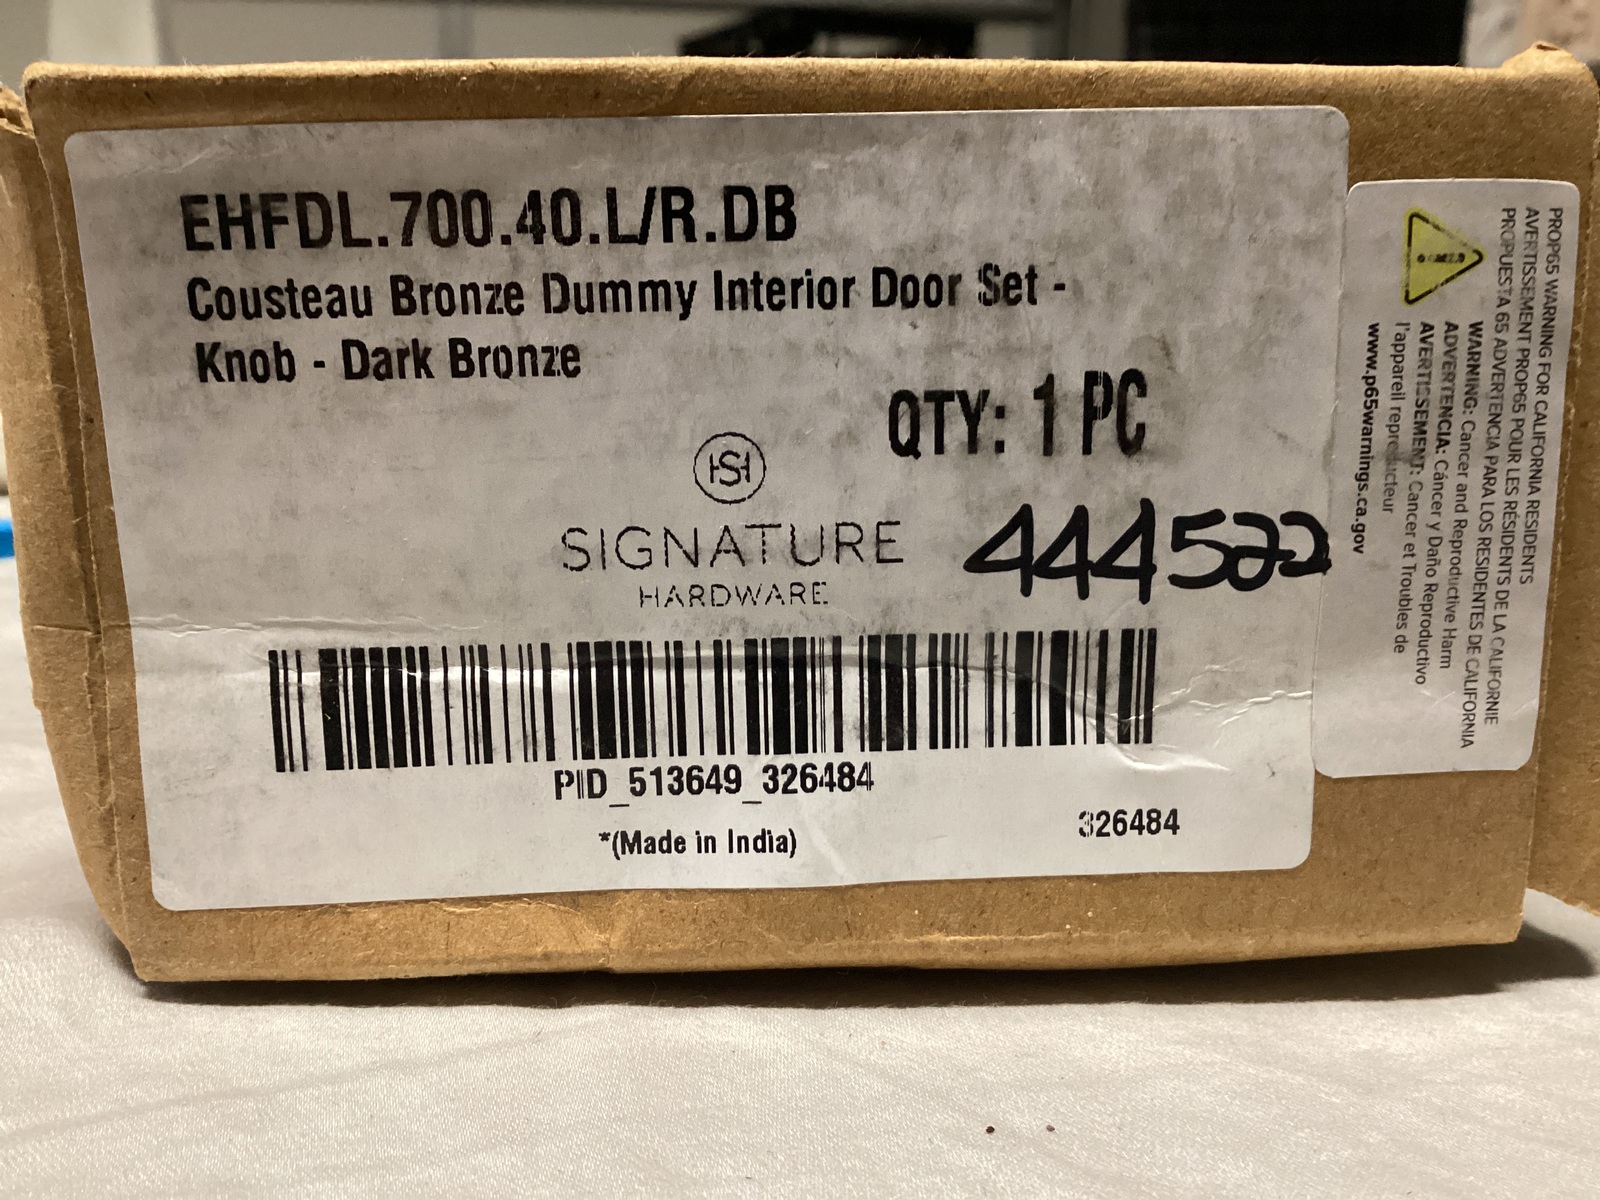 EHFDL.700.40.L/R.DB
Cousteau Bronze Dummy Interior Door Set -
Knob - Dark Bronze
QTY: 1 PC
HS
SIGNATURE
HARDWARE
444522
PID_513649_326484
*(Made in India)
326484
PROP65 WARNING FOR CALIFORNIA RESIDENTS
AVERTISSEMENT PROP65 POUR LES RÉSIDENTS DE LA CALIFORNIE
PROPUESTA 65 ADVERTENCIA PARA LOS RESIDENTES DE CALIFORNIA
WARNING: Cancer and Reproductive Harm
ADVERTENCIA: Cáncer y Daño Reproductivo
AVERTISSEMENT: Cancer et Troubles de
l'appareil reproducteur
www.p65warnings.ca.gov